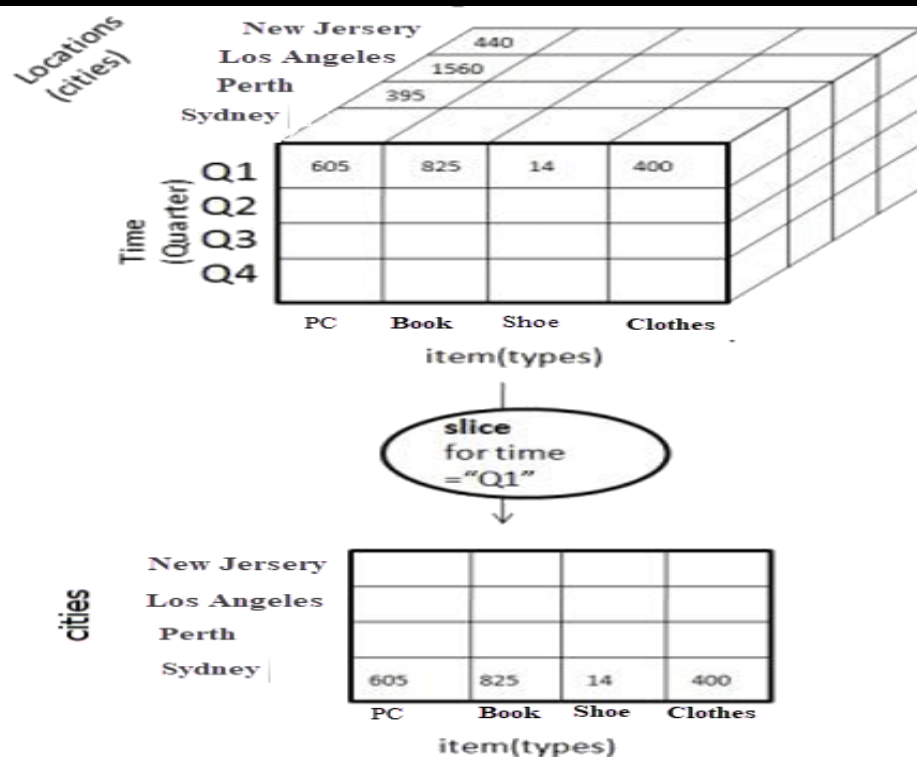 Locations
(cities)
New Jersery
Los Angeles
Perth
Sydney
440
1560
395
Time
(Quarter)
Q1 605 825 14 400
Q2
Q3
Q4
PC Book Shoe Clothes
item(types)
slice
for time
="Q1"
cities
New Jersery
Los Angeles
Perth
Sydney 605 825 14 400
PC Book Shoe Clothes
item(types)